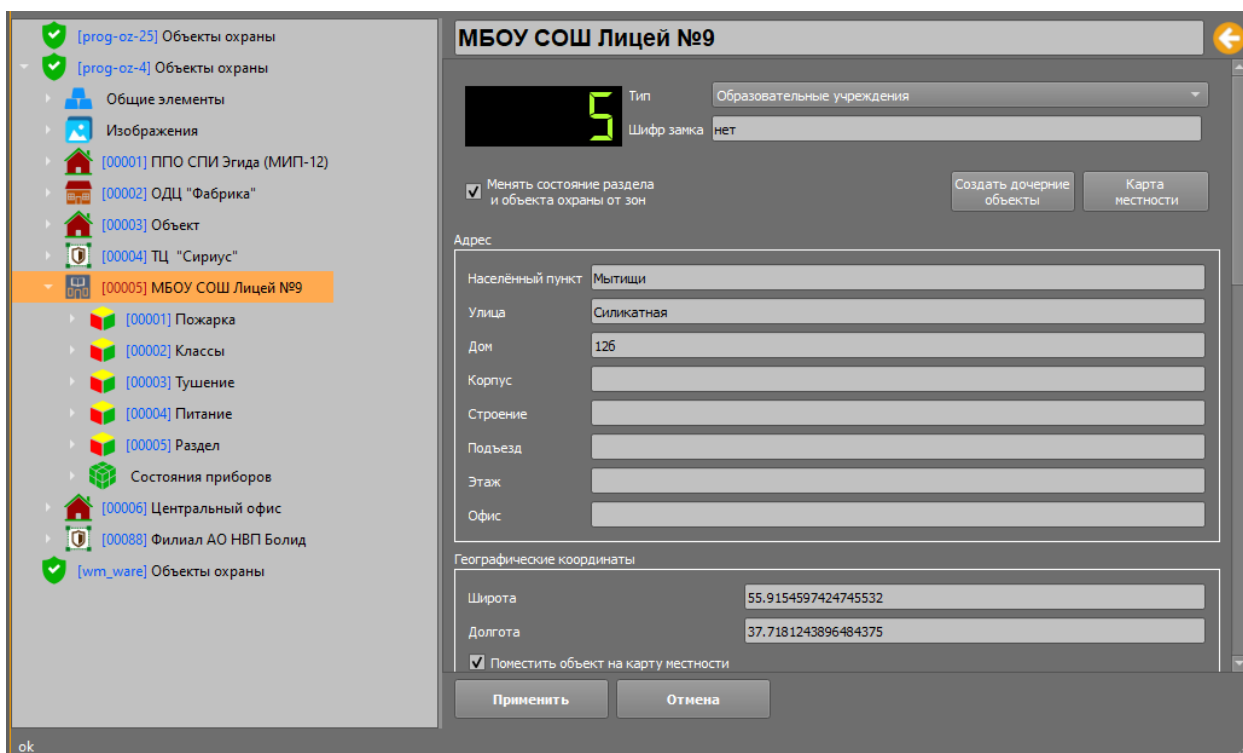 [prog-oz-25] Объекты охраны
[prog-oz-4] Объекты охраны
Общие элементы
Изображения
[00001] ППО СПИ Эгида (МИП-12)
[00002] ОДЦ "Фабрика"
[00003] Объект
[00004] ТЦ "Сириус"
[00005] МБОУ СОШ Лицей №9
[00001] Пожарка
[00002] Классы
[00003] Тушение
[00004] Питание
[00005] Раздел
Состояния приборов
[00006] Центральный офис
[00088] Филиал АО НВП Болид
[wm_ware] Объекты охраны
МБОУ СОШ Лицей №9
5
Тип Образовательные учреждения
Шифр замка нет
Менять состояние раздела
и объекта охраны от зон
Создать дочерние
объекты
Карта
местности
Адрес
Населённый пункт Мытищи
Улица Силикатная
Дом 12б
Корпус
Строение
Подъезд
Этаж
Офис
Географические координаты
Широта 55.9154597424745532
Долгота 37.7181243896484375
Поместить объект на карту местности
Применить Отмена
ok